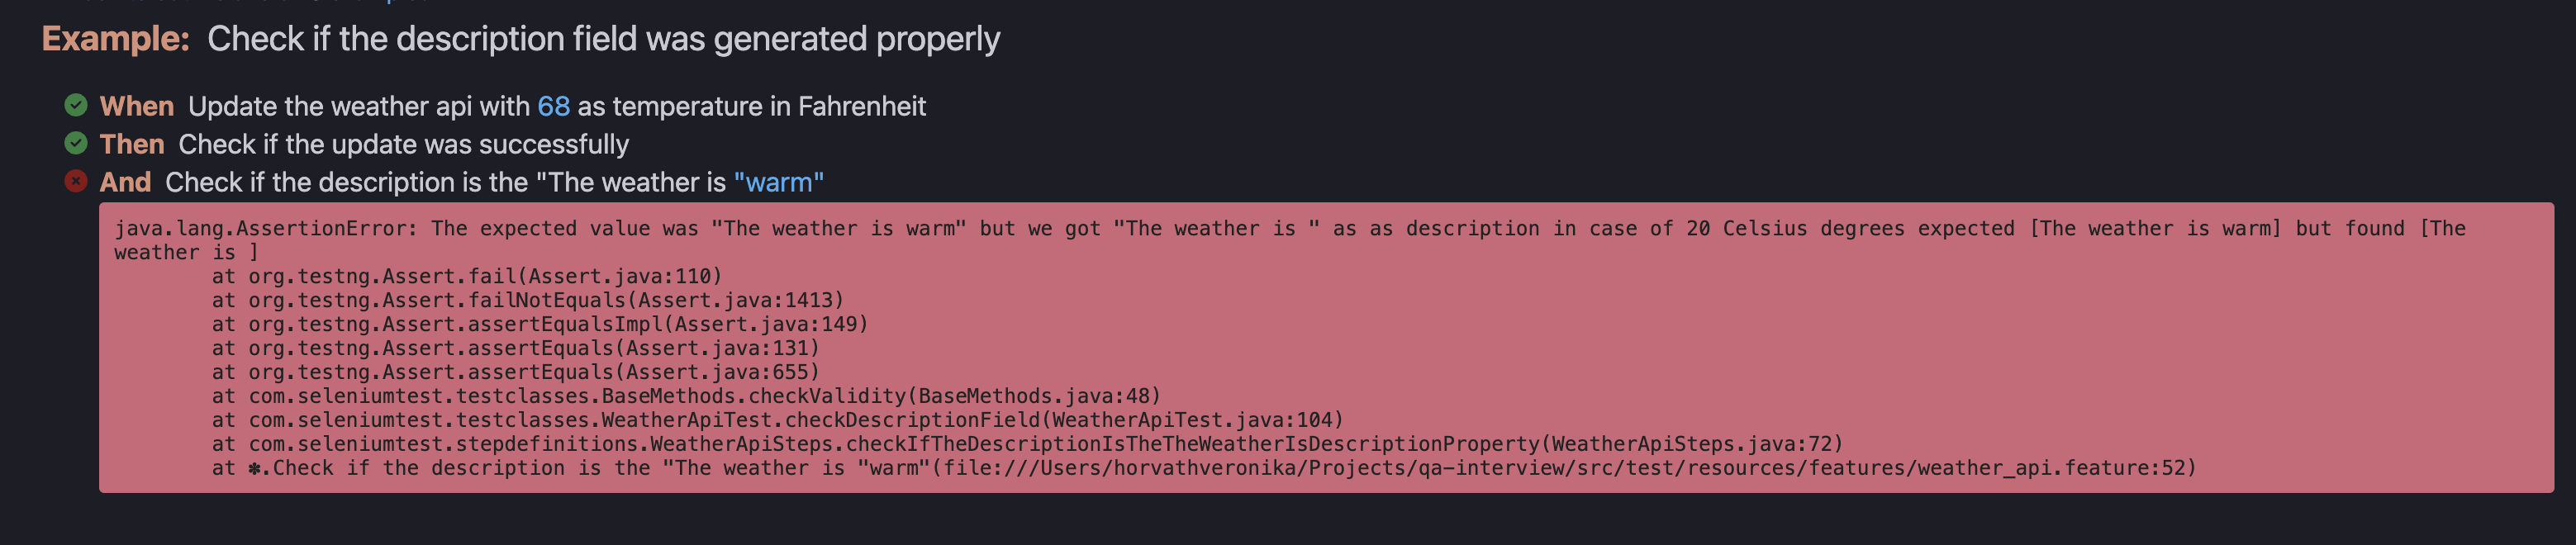 Example: Check if the description field was generated properly
When Update the weather api with 68 as temperature in Fahrenheit
Then Check if the update was successfully
And Check if the description is the "The weather is "warm"
java.lang.AssertionError: The expected value was "The weather is warm" but we got "The weather is " as as description in case of 20 Celsius degrees expected [The weather is warm] but found [The
weather is ]
at org.testng.Assert.fail(Assert.java:110)
at org.testng.Assert.failNotEquals(Assert.java:1413)
at org.testng.Assert.assertEqualsImpl(Assert.java:149)
at org.testng.Assert.assertEquals(Assert.java:131)
at org.testng.Assert.assertEquals(Assert.java:655)
at com.seleniumtest.testclasses.BaseMethods.checkValidity(BaseMethods.java:48)
at com.seleniumtest.testclasses.WeatherApiTest.checkDescriptionField(WeatherApiTest.java:104)
at com.seleniumtest.stepdefinitions.WeatherApiSteps.checkIfTheDescriptionIsTheTheWeatherIsDescriptionProperty(WeatherApiSteps.java:72)
at ✽.Check if the description is the "The weather is "warm"(file:///Users/horvathveronika/Projects/qa-interview/src/test/resources/features/weather_api.feature:52)